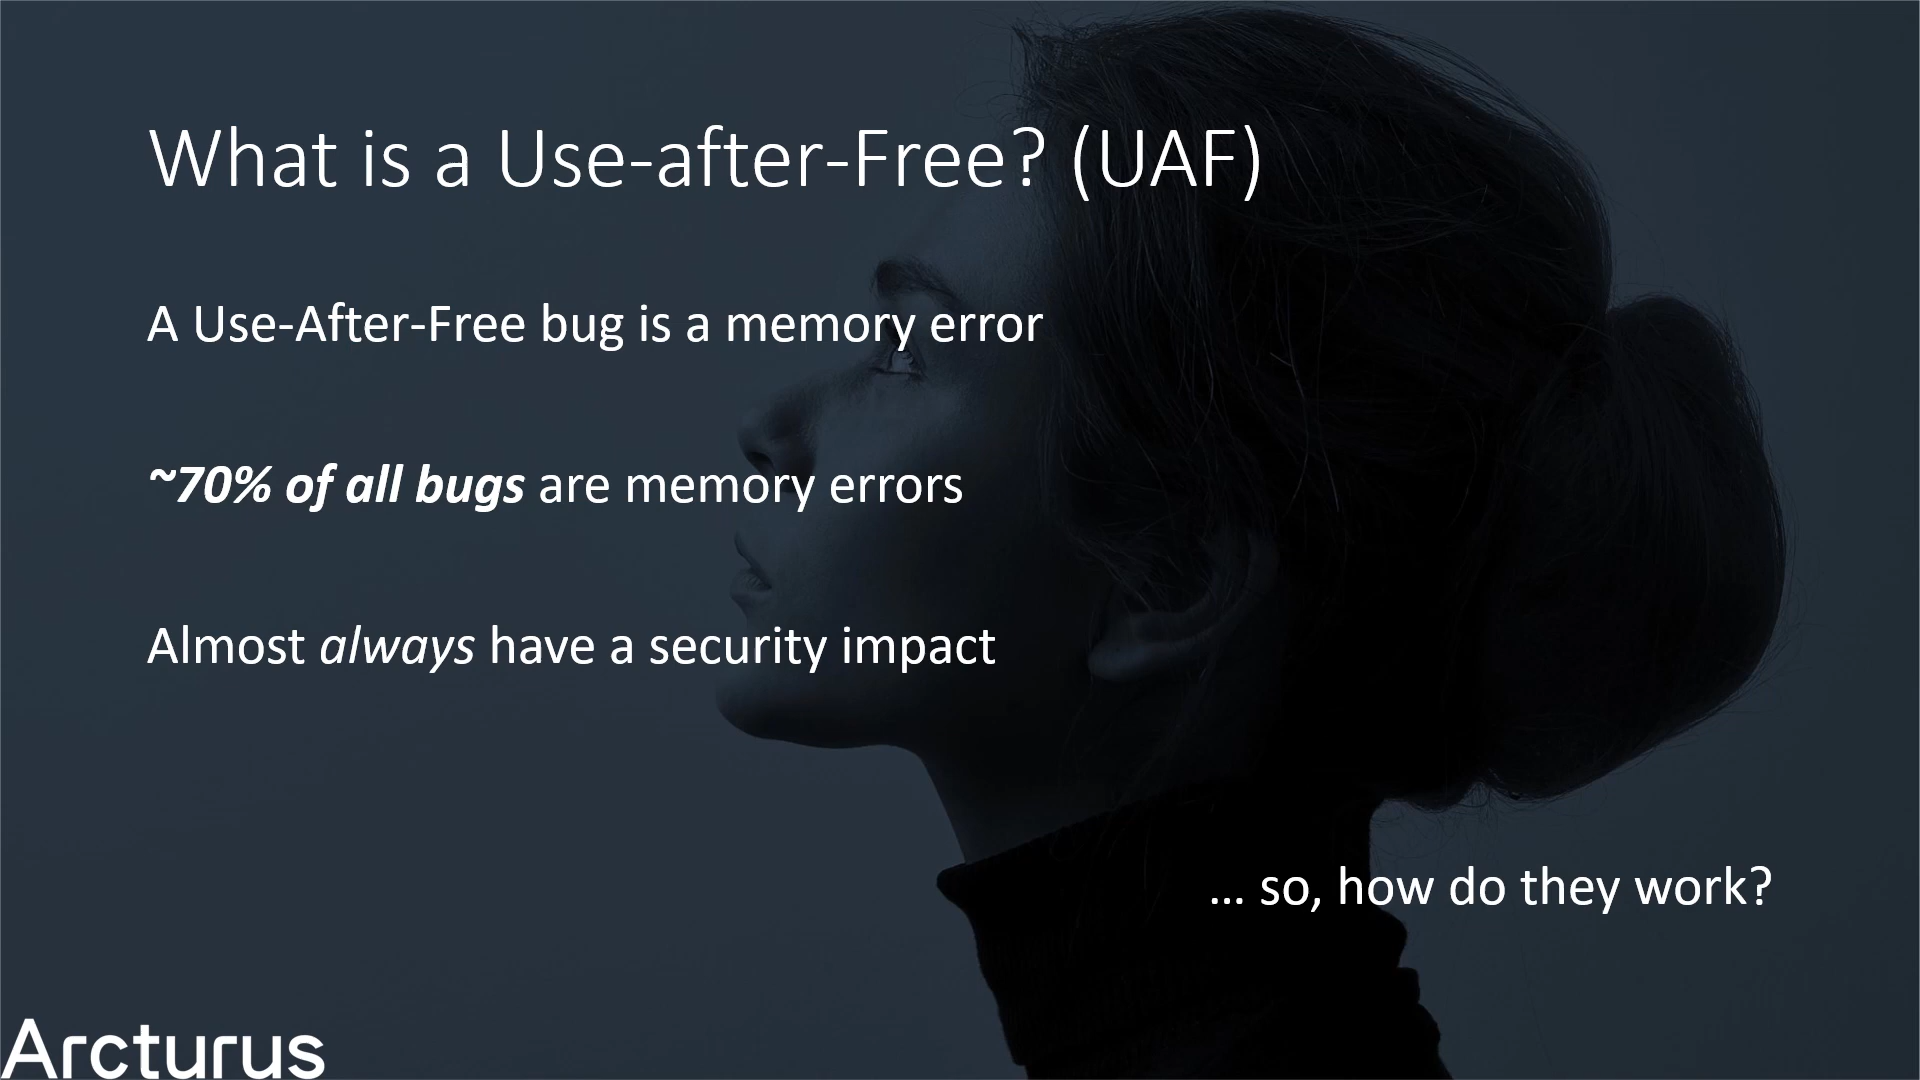 What is a Use-after-Free? (UAF)
A Use-After-Free bug is a memory error
~70% of all bugs are memory errors
Almost always have a security impact
... so, how do they work?
Arcturus